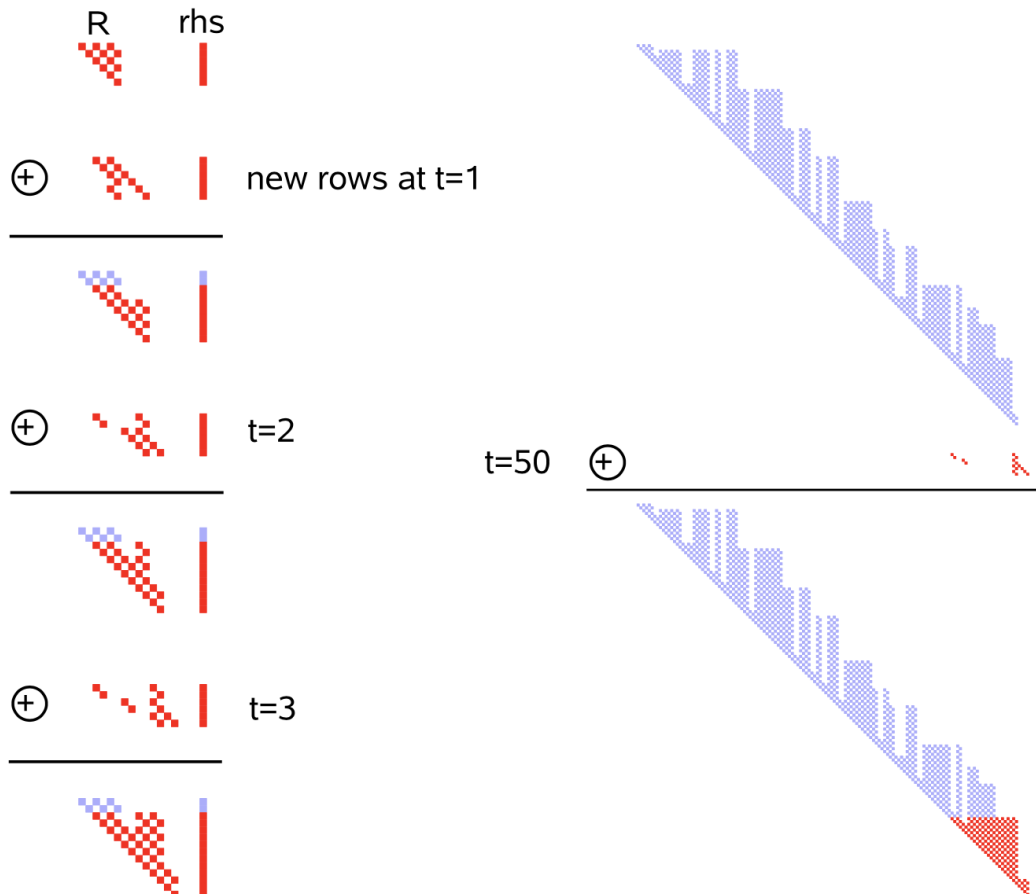 R rhs
+ new rows at t=1
+ t=2
+ t=3
t=50 +